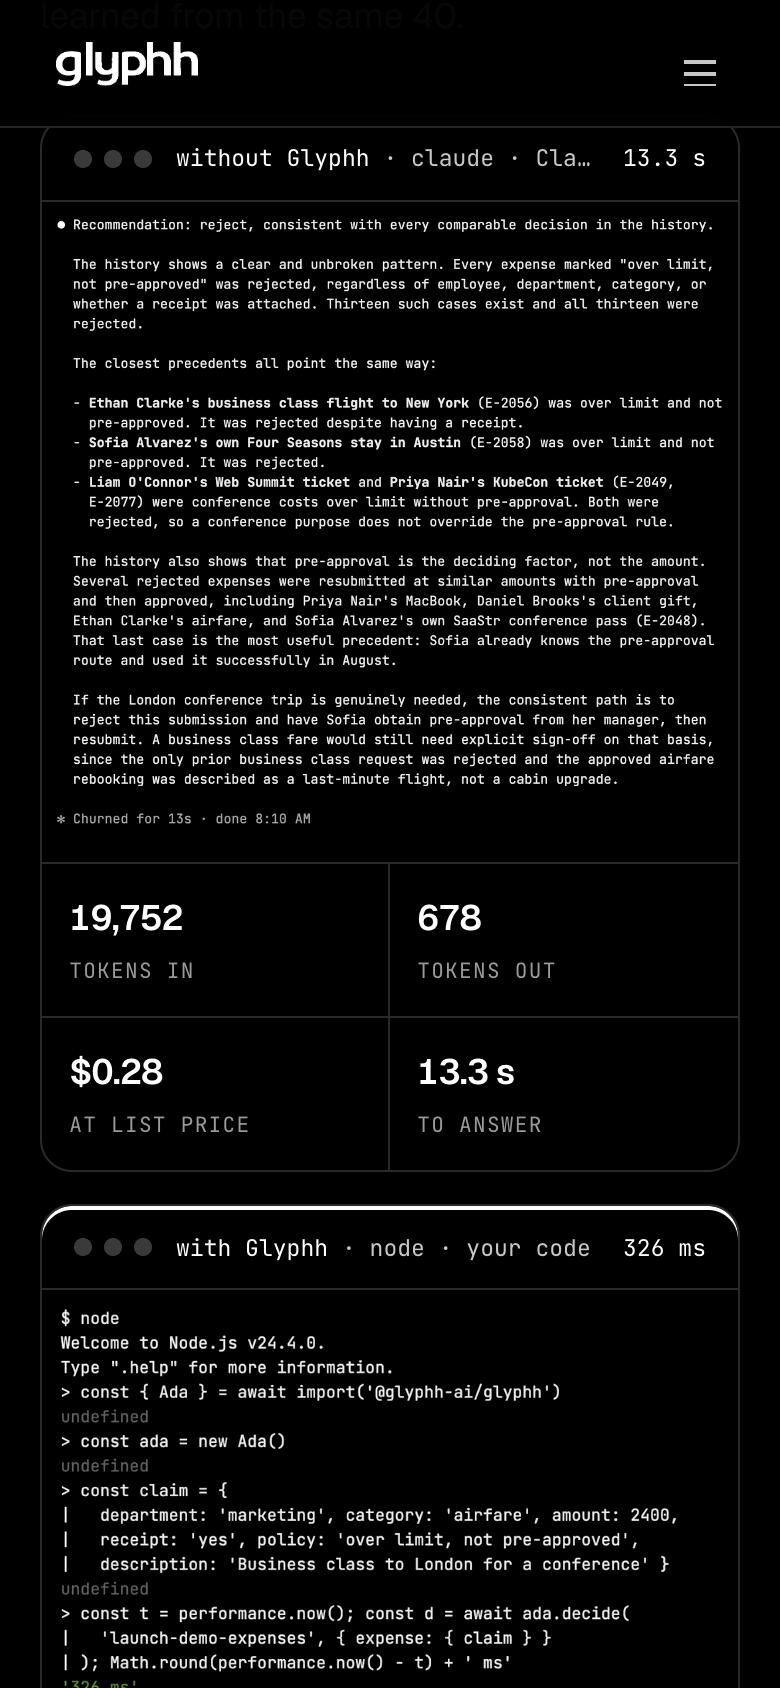 learned from the same 40.
glyphh
without Glyphh · claude · Cla… 13.3 s
● Recommendation: reject, consistent with every comparable decision in the history.
The history shows a clear and unbroken pattern. Every expense marked "over limit,
not pre-approved" was rejected, regardless of employee, department, category, or
whether a receipt was attached. Thirteen such cases exist and all thirteen were
rejected.
The closest precedents all point the same way:
- Ethan Clarke's business class flight to New York (E-2056) was over limit and not
pre-approved. It was rejected despite having a receipt.
- Sofia Alvarez's own Four Seasons stay in Austin (E-2058) was over limit and not
pre-approved. It was rejected.
- Liam O'Connor's Web Summit ticket and Priya Nair's KubeCon ticket (E-2049,
E-2077) were conference costs over limit without pre-approval. Both were
rejected, so a conference purpose does not override the pre-approval rule.
The history also shows that pre-approval is the deciding factor, not the amount.
Several rejected expenses were resubmitted at similar amounts with pre-approval
and then approved, including Priya Nair's MacBook, Daniel Brooks's client gift,
Ethan Clarke's airfare, and Sofia Alvarez's own SaaStr conference pass (E-2048).
That last case is the most useful precedent: Sofia already knows the pre-approval
route and used it successfully in August.
If the London conference trip is genuinely needed, the consistent path is to
reject this submission and have Sofia obtain pre-approval from her manager, then
resubmit. A business class fare would still need explicit sign-off on that basis,
since the only prior business class request was rejected and the approved airfare
rebooking was described as a last-minute flight, not a cabin upgrade.
✻ Churned for 13s · done 8:10 AM
19,752
TOKENS IN
678
TOKENS OUT
$0.28
AT LIST PRICE
13.3 s
TO ANSWER
with Glyphh · node · your code 326 ms
$ node
Welcome to Node.js v24.4.0.
Type ".help" for more information.
> const { Ada } = await import('@glyphh-ai/glyphh')
undefined
> const ada = new Ada()
undefined
> const claim = {
|   department: 'marketing', category: 'airfare', amount: 2400,
|   receipt: 'yes', policy: 'over limit, not pre-approved',
|   description: 'Business class to London for a conference' }
undefined
> const t = performance.now(); const d = await ada.decide(
|   'launch-demo-expenses', { expense: { claim } }
| ); Math.round(performance.now() - t) + ' ms'
'326 ms'